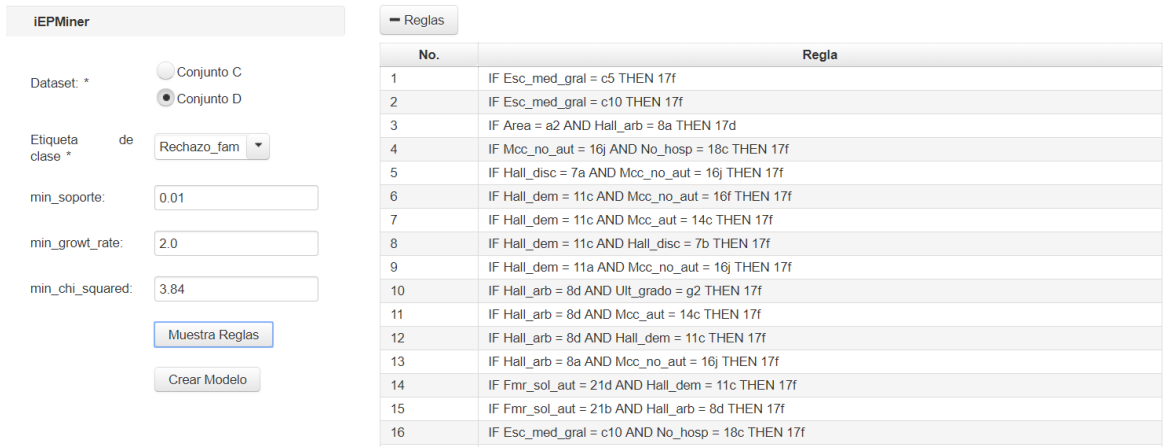 iEPMiner
Dataset: *
Conjunto C
Conjunto D
Etiqueta de
clase *
Rechazo_fam
min_soporte:
0.01
min_growt_rate:
2.0
min_chi_squared:
3.84
Muestra Reglas
Crear Modelo
Reglas
No. Regla
1 IF Esc_med_gral = c5 THEN 17f
2 IF Esc_med_gral = c10 THEN 17f
3 IF Area = a2 AND Hall_arb = 8a THEN 17d
4 IF Mcc_no_aut = 16j AND No_hosp = 18c THEN 17f
5 IF Hall_disc = 7a AND Mcc_no_aut = 16j THEN 17f
6 IF Hall_dem = 11c AND Mcc_no_aut = 16f THEN 17f
7 IF Hall_dem = 11c AND Mcc_aut = 14c THEN 17f
8 IF Hall_dem = 11c AND Hall_disc = 7b THEN 17f
9 IF Hall_dem = 11a AND Mcc_no_aut = 16j THEN 17f
10 IF Hall_arb = 8d AND Ult_grado = g2 THEN 17f
11 IF Hall_arb = 8d AND Mcc_aut = 14c THEN 17f
12 IF Hall_arb = 8d AND Hall_dem = 11c THEN 17f
13 IF Hall_arb = 8a AND Mcc_no_aut = 16j THEN 17f
14 IF Fmr_sol_aut = 21d AND Hall_dem = 11c THEN 17f
15 IF Fmr_sol_aut = 21b AND Hall_arb = 8d THEN 17f
16 IF Esc_med_gral = c10 AND No_hosp = 18c THEN 17f